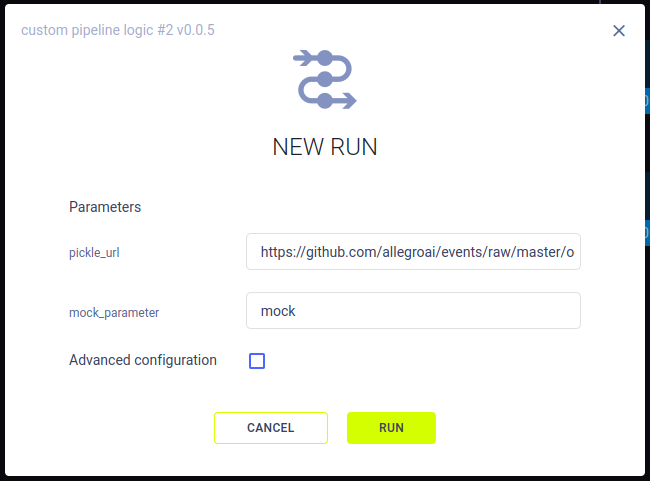 custom pipeline logic #2 v0.0.5
NEW RUN
Parameters
pickle_url https://github.com/allegroai/events/raw/master/o
mock_parameter mock
Advanced configuration
CANCEL RUN